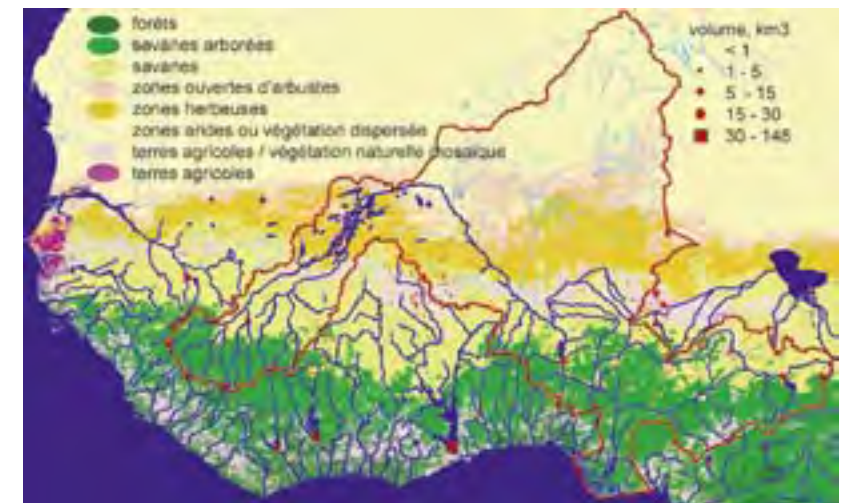 forêts
savanes arborées
savanes
zones ouvertes d'arbustes
zones herbeuses
zones arides ou végétation dispersée
terres agricoles / végétation naturelle mosaïque
terres agricoles
volume, km3
< 1
1 - 5
5 - 15
15 - 30
30 - 148